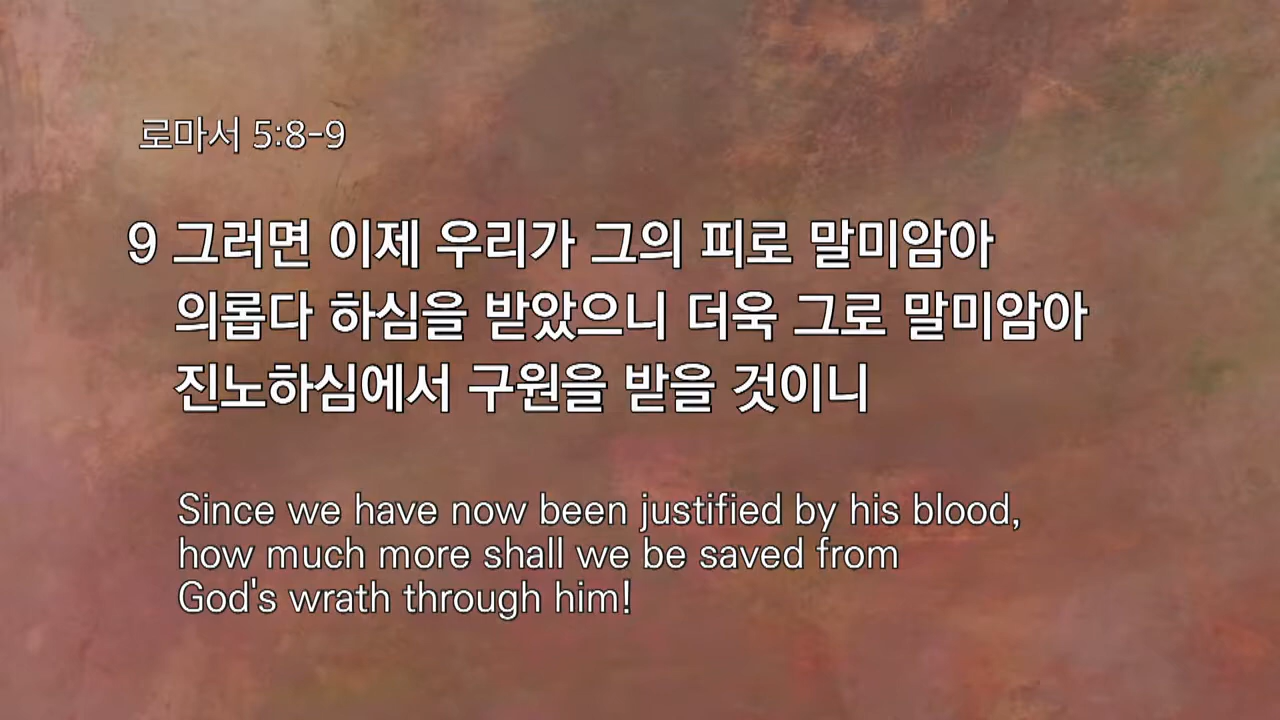 로마서 5:8-9
9 그러면 이제 우리가 그의 피로 말미암아
의롭다 하심을 받았으니 더욱 그로 말미암아
진노하심에서 구원을 받을 것이니
Since we have now been justified by his blood,
how much more shall we be saved from
God's wrath through him!